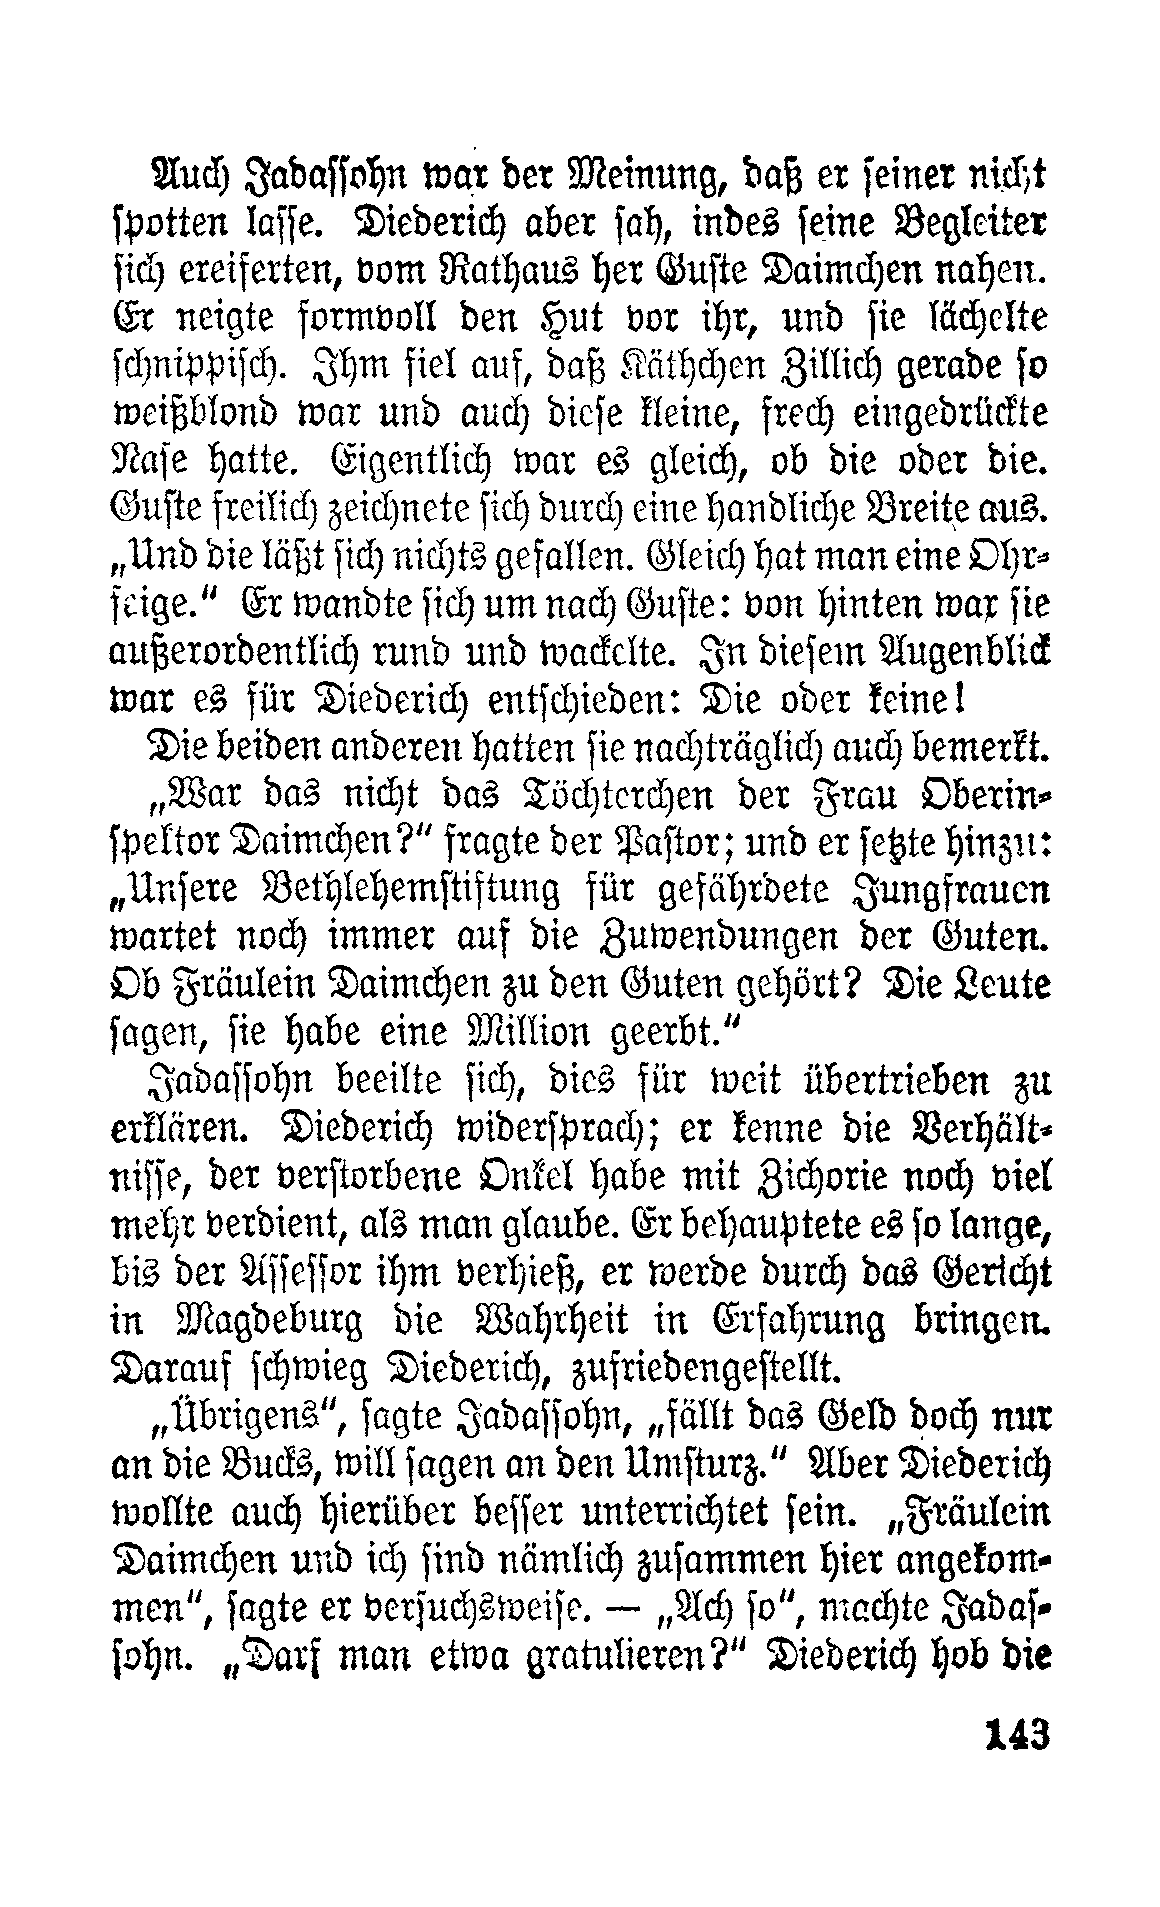 Auch Jadassohn war der Meinung, daß er seiner nicht
spotten lasse. Diederich aber sah, indes seine Begleiter
sich ereiferten, vom Rathaus her Guste Daimchen nahen.
Er neigte formvoll den Hut vor ihr, und sie lächelte
schnippisch. Ihm fiel auf, daß Käthchen Zillich gerade so
weißblond war und auch diese kleine, frech eingedrückte
Nase hatte. Eigentlich war es gleich, ob die oder die.
Guste freilich zeichnete sich durch eine handliche Breite aus.
„Und die läßt sich nichts gefallen. Gleich hat man eine Ohr-
feige.“ Er wandte sich um nach Guste: von hinten war sie
außerordentlich rund und wackelte. In diesem Augenblick
war es für Diederich entschieden: Die oder keine!
Die beiden anderen hatten sie nachträglich auch bemerkt.
„War das nicht das Töchterchen der Frau Oberin-
spektor Daimchen?“ fragte der Pastor; und er setzte hinzu:
„Unsere Bethlehemstiftung für gefährdete Jungfrauen
wartet noch immer auf die Zuwendungen der Guten.
Ob Fräulein Daimchen zu den Guten gehört? Die Leute
sagen, sie habe eine Million geerbt.“
Jadassohn beeilte sich, dies für weit übertrieben zu
erklären. Diederich widersprach; er kenne die Verhält-
nisse, der verstorbene Onkel habe mit Zichorie noch viel
mehr verdient, als man glaube. Er behauptete es so lange,
bis der Assessor ihm verhieß, er werde durch das Gericht
in Magdeburg die Wahrheit in Erfahrung bringen.
Darauf schwieg Diederich, zufriedengestellt.
„Übrigens“, sagte Jadassohn, „fällt das Geld doch nur
an die Bucks, will sagen an den Umsturz.“ Aber Diederich
wollte auch hierüber besser unterrichtet sein. „Fräulein
Daimchen und ich sind nämlich zusammen hier angekom-
men“, sagte er versuchsweise. — „Ach so“, machte Jadas-
sohn. „Darf man etwa gratulieren?“ Diederich hob die
143